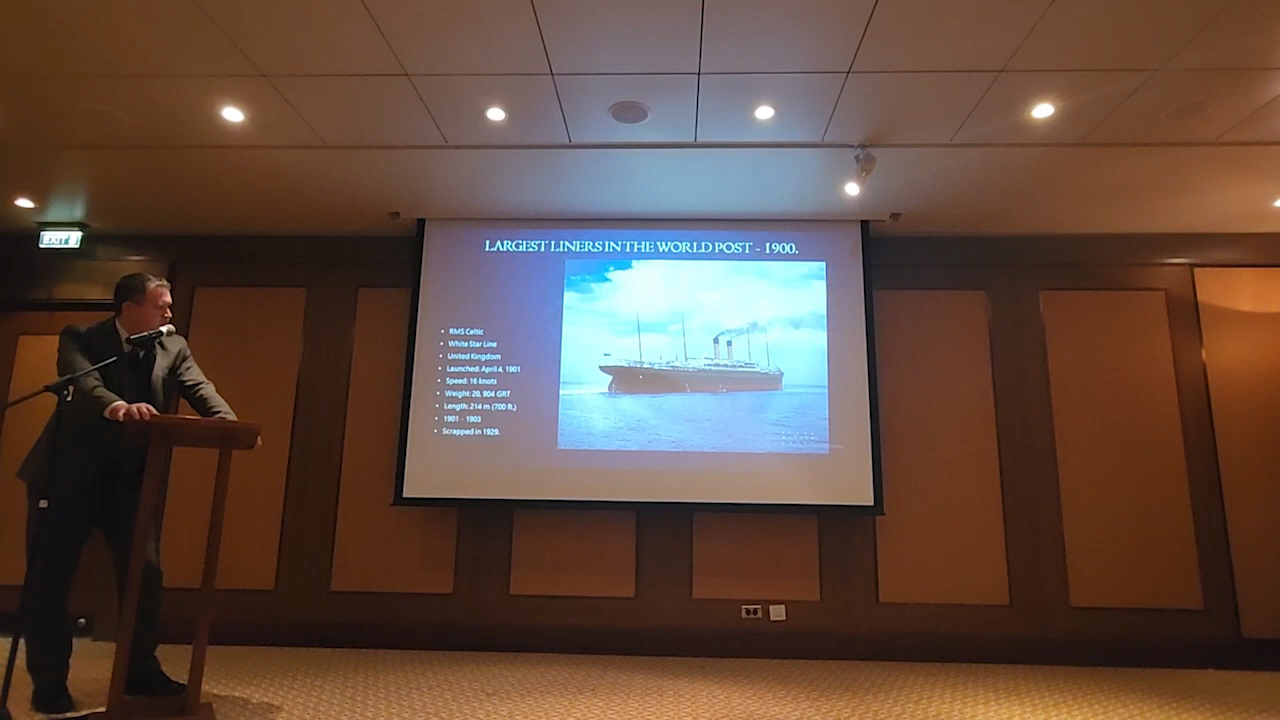 EXIT
LARGEST LINERS IN THE WORLD POST - 1900.
• RMS Celtic
• White Star Line
• United Kingdom
• Launched: April 4, 1901
• Speed: 16 knots
• Weight: 20, 904 GRT
• Length: 214 m (700 ft.)
• 1901 - 1903
• Scrapped in 1929.